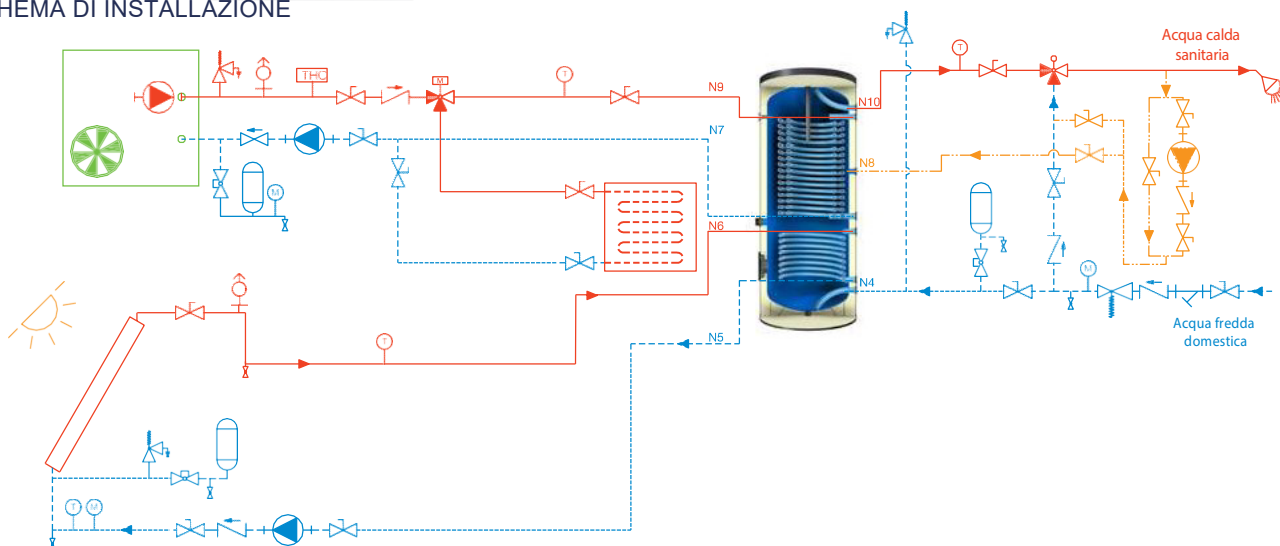 HEMA DI INSTALLAZIONE
Acqua calda
sanitaria
T
M
THC
T
N9
N10
N7
N8
M
N6
N4
M
Acqua fredda
domestica
T
N5
T
M